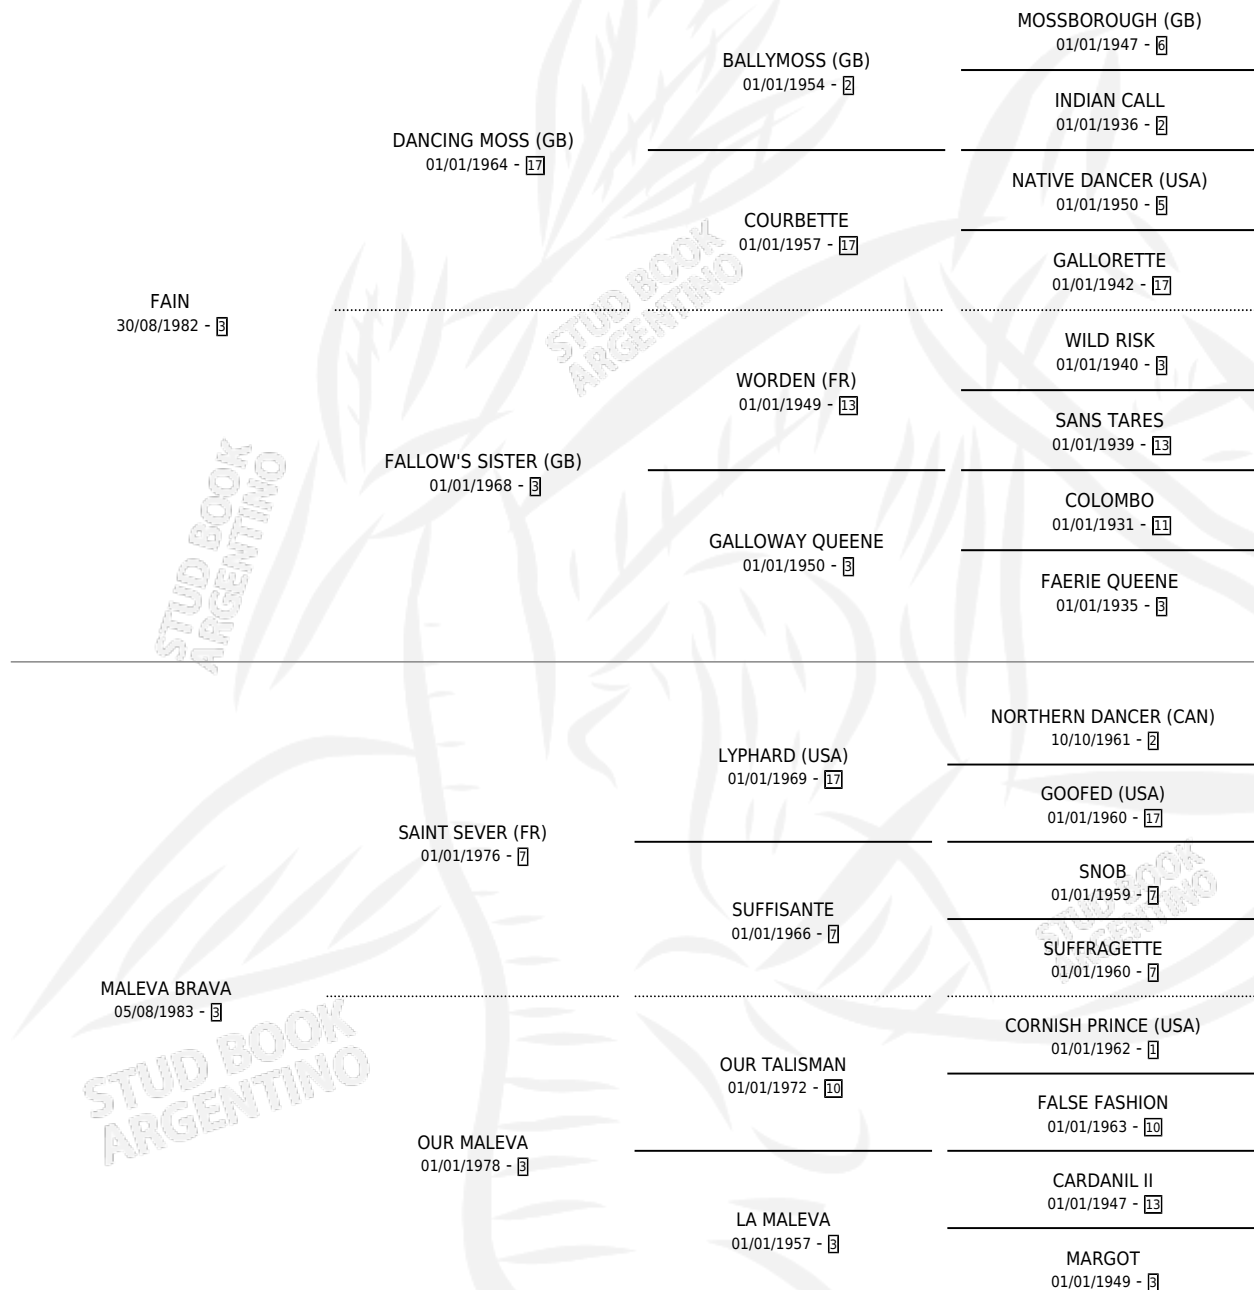 MOSSBOROUGH (GB)
01/01/1947 - 6
BALLYMOSS (GB)
01/01/1954 - 2
INDIAN CALL
01/01/1936 - 2
DANCING MOSS (GB)
01/01/1964 - 17
NATIVE DANCER (USA)
01/01/1950 - 5
COURBETTE
01/01/1957 - 17
GALLORETTE
01/01/1942 - 17
FAIN
30/08/1982 - 3
WILD RISK
01/01/1940 - 3
WORDEN (FR)
01/01/1949 - 13
SANS TARES
01/01/1939 - 13
FALLOW'S SISTER (GB)
01/01/1968 - 3
COLOMBO
01/01/1931 - 11
GALLOWAY QUEENE
01/01/1950 - 3
FAERIE QUEENE
01/01/1935 - 3
STUD BOOK
ARGENTINO
STUD BOOK
ARGENTINO
NORTHERN DANCER (CAN)
10/10/1961 - 2
LYPHARD (USA)
01/01/1969 - 17
GOOFED (USA)
01/01/1960 - 17
SAINT SEVER (FR)
01/01/1976 - 7
SNOB
01/01/1959 - 7
SUFFISANTE
01/01/1966 - 7
SUFFRAGETTE
01/01/1960 - 7
MALEVA BRAVA
05/08/1983 - 3
CORNISH PRINCE (USA)
01/01/1962 - 1
OUR TALISMAN
01/01/1972 - 10
FALSE FASHION
01/01/1963 - 10
OUR MALEVA
01/01/1978 - 3
CARDANIL II
01/01/1947 - 13
LA MALEVA
01/01/1957 - 3
MARGOT
01/01/1949 - 3
STUD BOOK
ARGENTINO
STUD BOOK
ARGENTINO